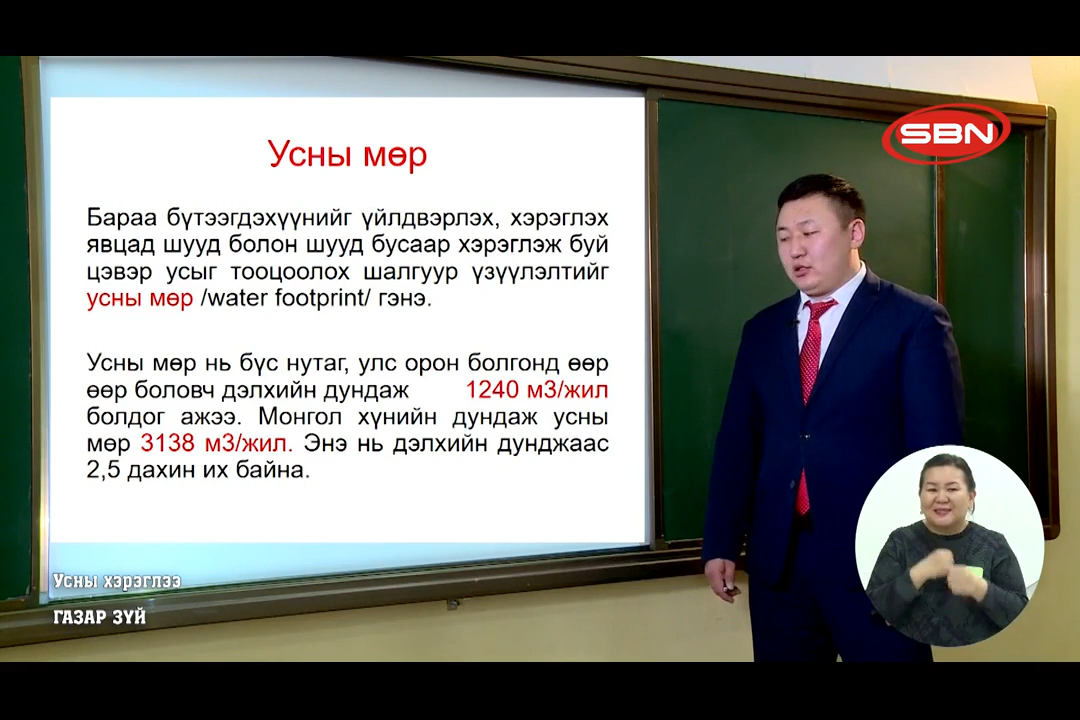 Усны мөр
Бараа бүтээгдэхүүнийг үйлдвэрлэх, хэрэглэх
явцад шууд болон шууд бусаар хэрэглэж буй
цэвэр усыг тооцоолох шалгуур үзүүлэлтийг
усны мөр /water footprint/ гэнэ.
Усны мөр нь бүс нутаг, улс орон болгонд өөр
өөр боловч дэлхийн дундаж 1240 м3/жил
болдог ажээ. Монгол хүнийн дундаж усны
мөр 3138 м3/жил. Энэ нь дэлхийн дунджаас
2,5 дахин их байна.
SBN
Усны хэрэглээ
ГАЗАР ЗҮЙ